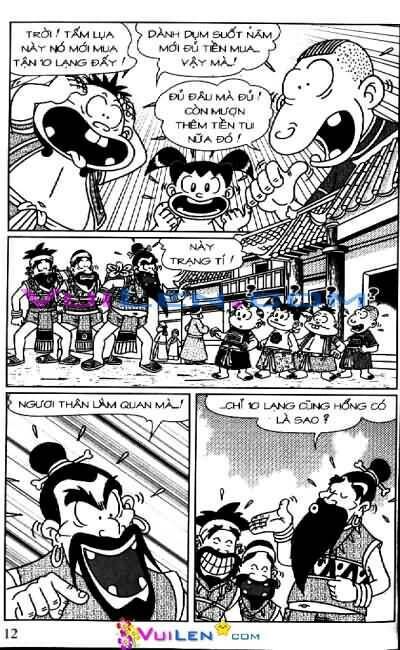 TRỜI! TẤM LỤA
NÀY NÓ MỚI MUA
TẬN 10 LẠNG ĐẤY!
DÀNH DỤM SUỐT NĂM
MỚI ĐỦ TIỀN MUA...
VẬY MÀ...!
ĐỦ ĐÂU MÀ ĐỦ!
CÒN MƯỢN
THÊM TIỀN TUI
NỮA ĐÓ!
NÀY
TRẠNG TÍ!
VUILEN.COM
NGƯƠI THÂN LÀM QUAN MÀ...!
...CHỈ 10 LẠNG CŨNG HỔNG CÓ
LÀ SAO?
12
VUILEN.COM